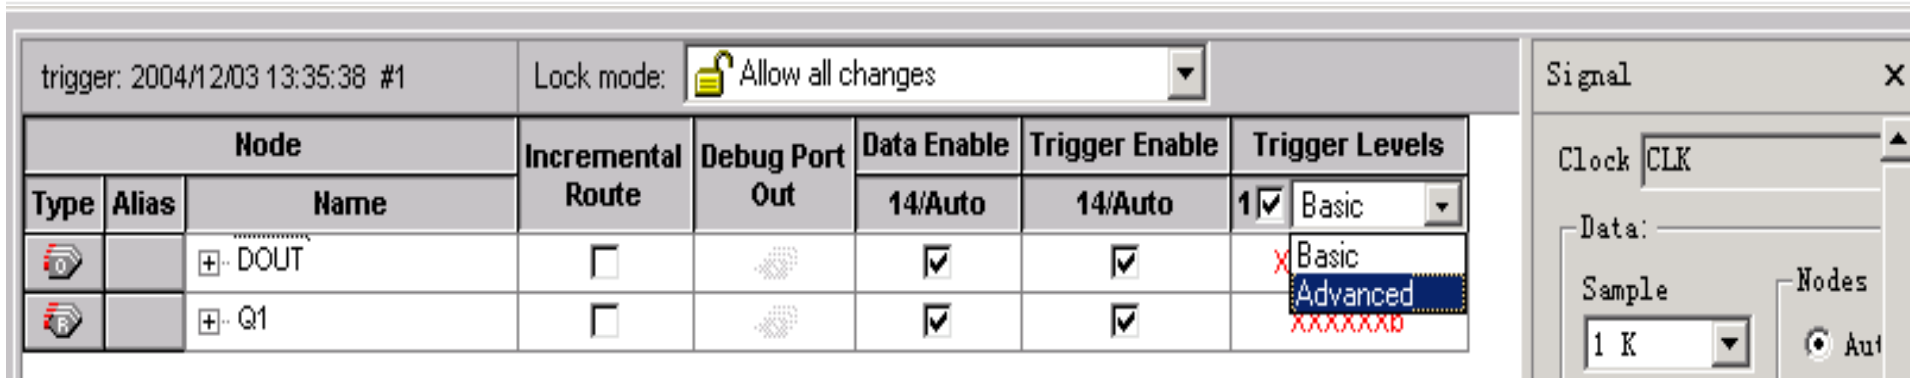 trigger: 2004/12/03 13:35:38 #1
Lock mode: Allow all changes
Node
Incremental Route
Debug Port Out
Data Enable
Trigger Enable
Trigger Levels
Type Alias Name
14/Auto
14/Auto
1 Basic
DOUT
Basic
Advanced
Q1
XXXXXXb
Signal
Clock CLK
Data:
Sample
Nodes
1 K
Aut